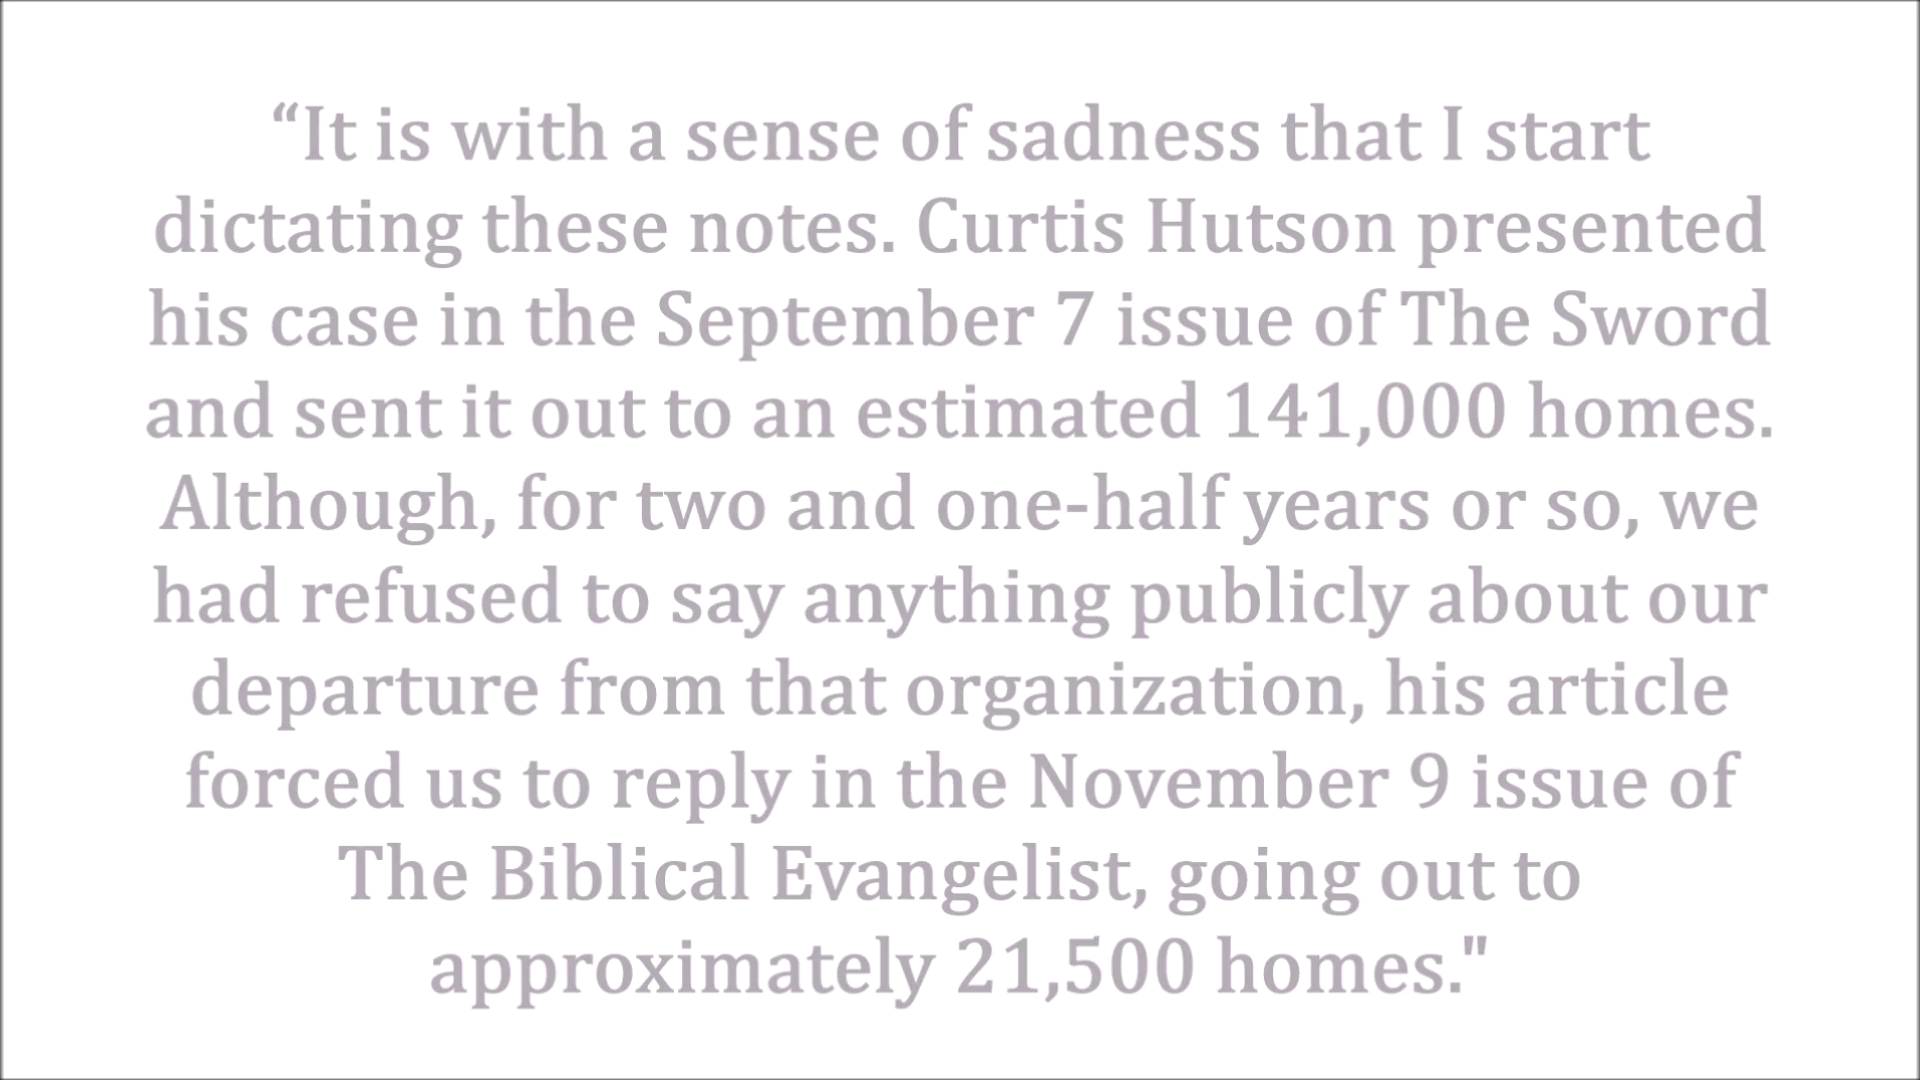 “It is with a sense of sadness that I start
dictating these notes. Curtis Hutson presented
his case in the September 7 issue of The Sword
and sent it out to an estimated 141,000 homes.
Although, for two and one-half years or so, we
had refused to say anything publicly about our
departure from that organization, his article
forced us to reply in the November 9 issue of
The Biblical Evangelist, going out to
approximately 21,500 homes."